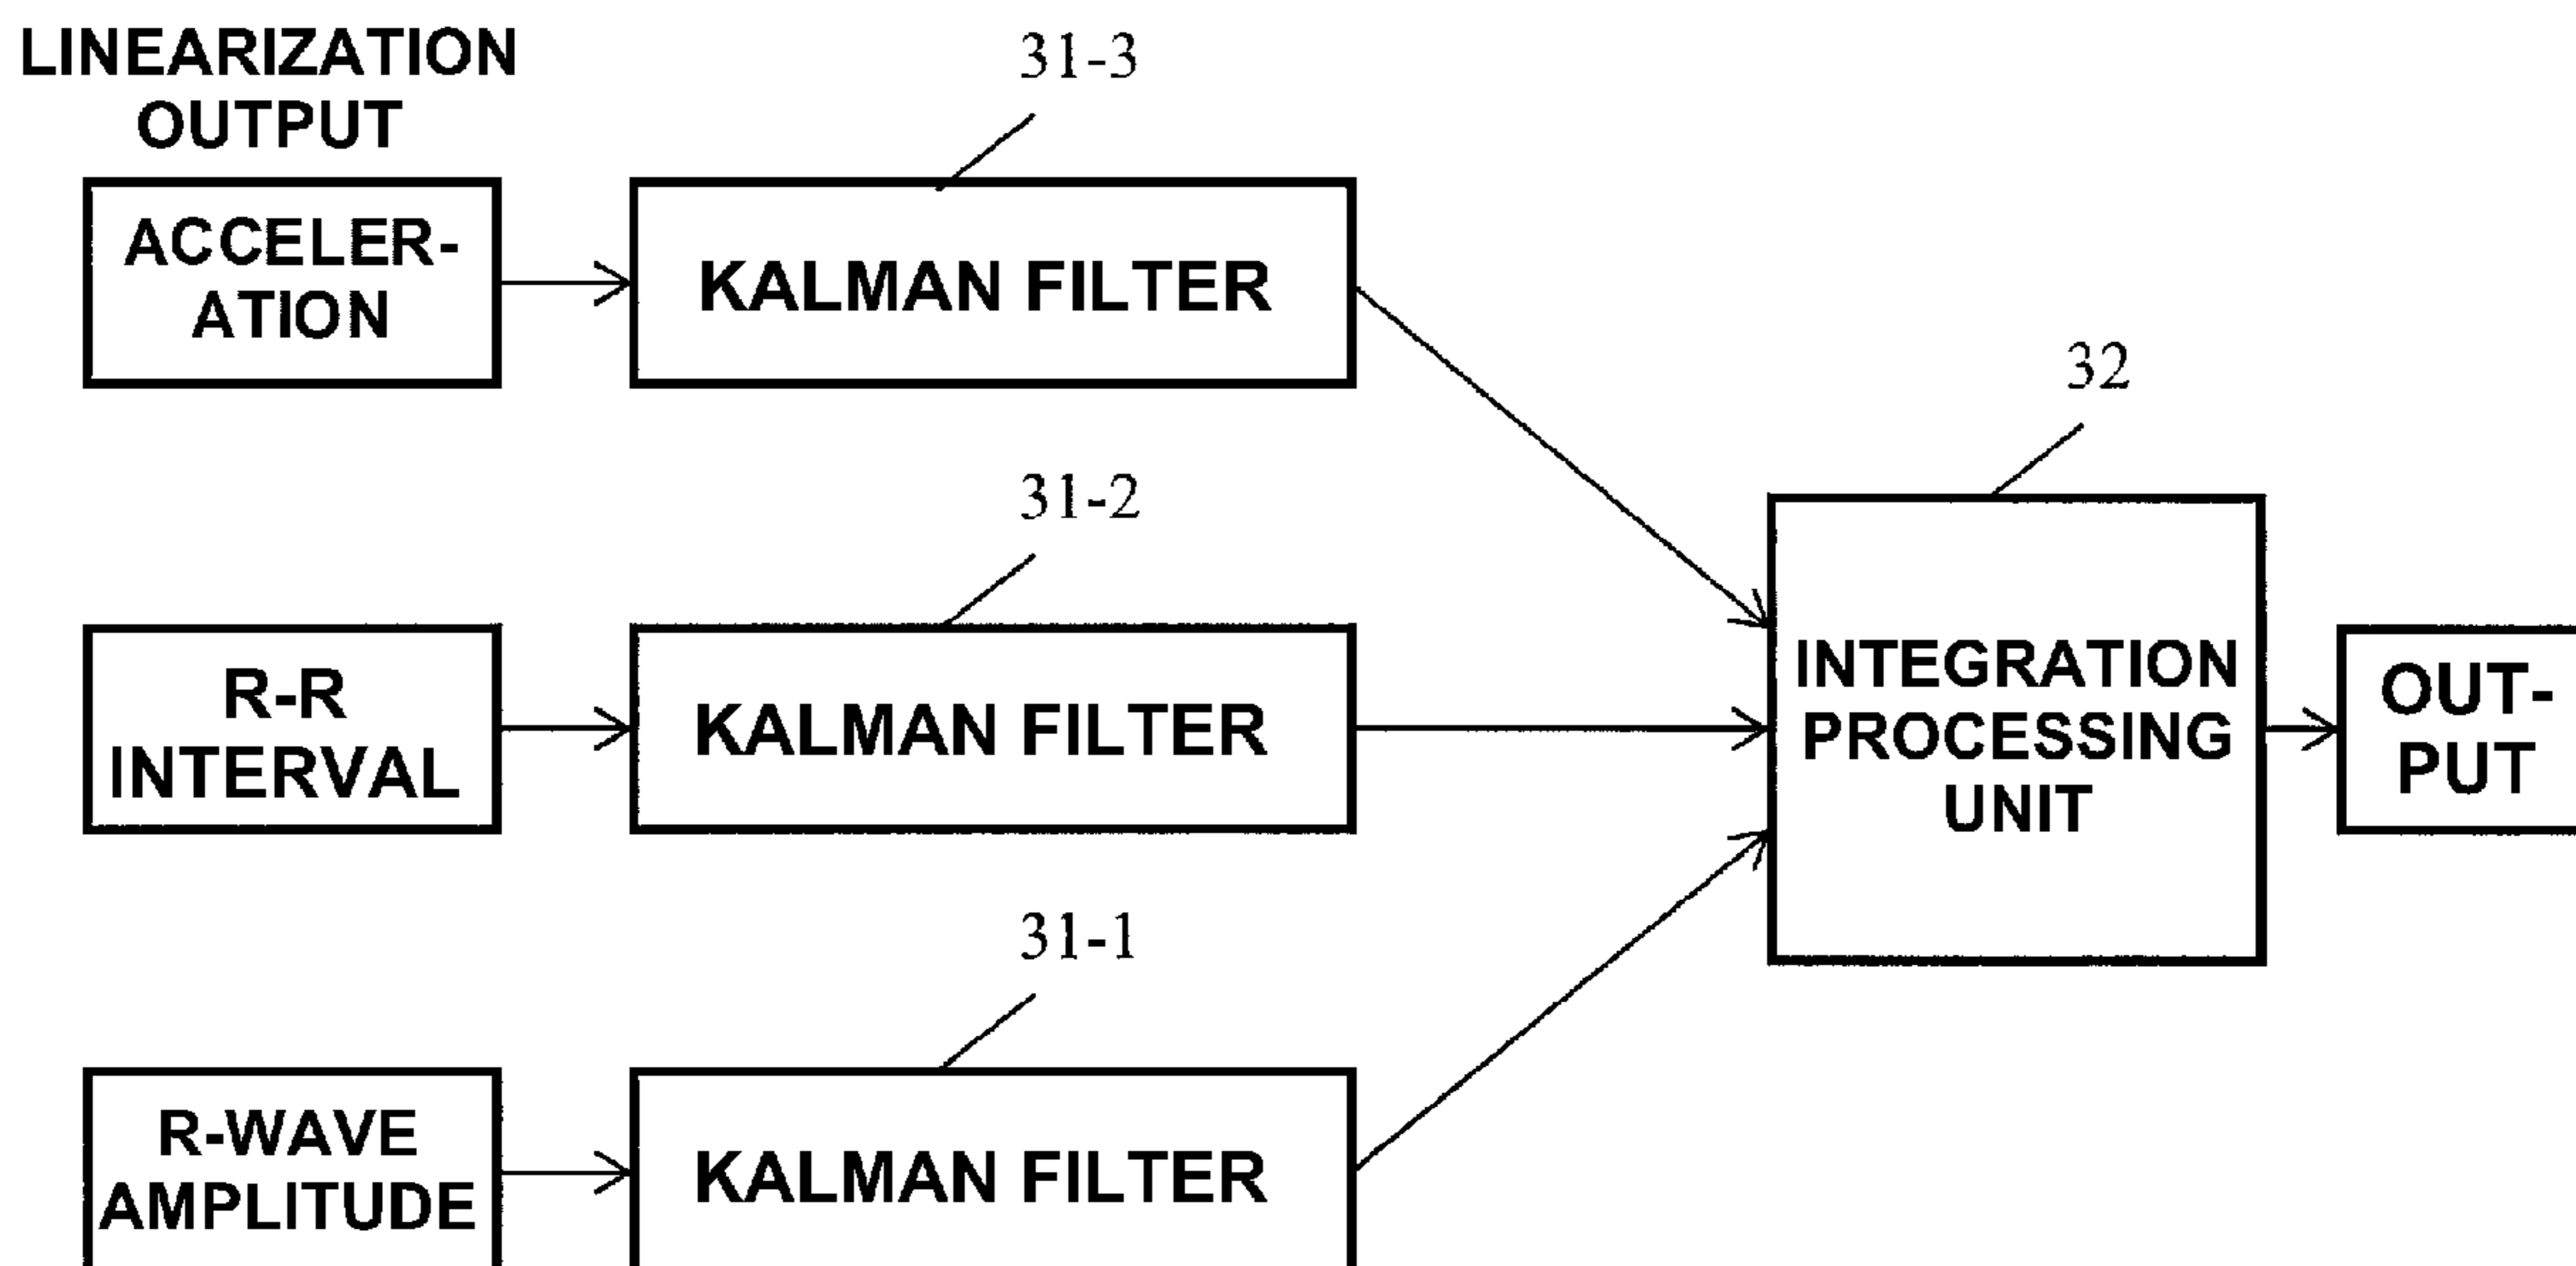 LINEARIZATION
OUTPUT
31-3
ACCELER-
ATION
KALMAN FILTER
32
31-2
R-R
INTERVAL
KALMAN FILTER
INTEGRATION
PROCESSING
UNIT
OUT-
PUT
31-1
R-WAVE
AMPLITUDE
KALMAN FILTER